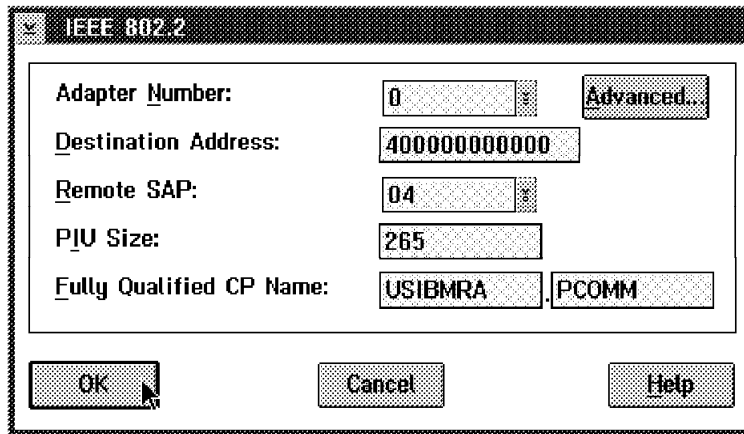 IEEE 802.2
Adapter Number: 0 Advanced...
Destination Address: 400000000000
Remote SAP: 04
PIU Size: 265
Fully Qualified CP Name: USIBMRA . PCOMM
OK Cancel Help